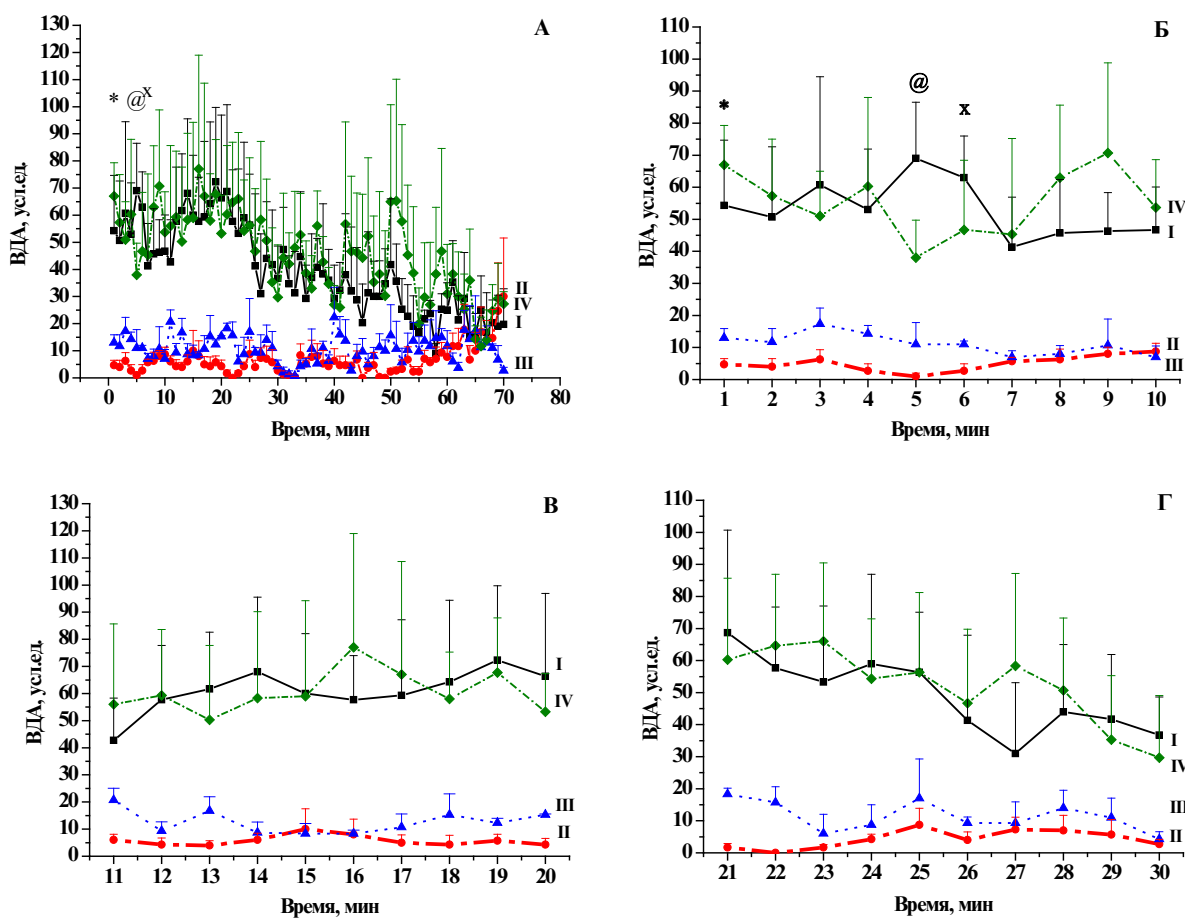 А
130
120
110
100
90
80
70
60
50
40
30
20
10
0
ВДА, усл.ед.
* @x
II
IV
I
III
0 10 20 30 40 50 60 70 80
Время, мин
Б
110
100
90
80
70
60
50
40
30
20
10
0
ВДА, усл.ед.
*
@
x
IV
I
II
III
1 2 3 4 5 6 7 8 9 10
Время, мин
В
130
120
110
100
90
80
70
60
50
40
30
20
10
0
ВДА, усл.ед.
I
IV
III
II
11 12 13 14 15 16 17 18 19 20
Время, мин
Г
110
100
90
80
70
60
50
40
30
20
10
0
ВДА, усл.ед.
I
IV
III
II
21 22 23 24 25 26 27 28 29 30
Время, мин